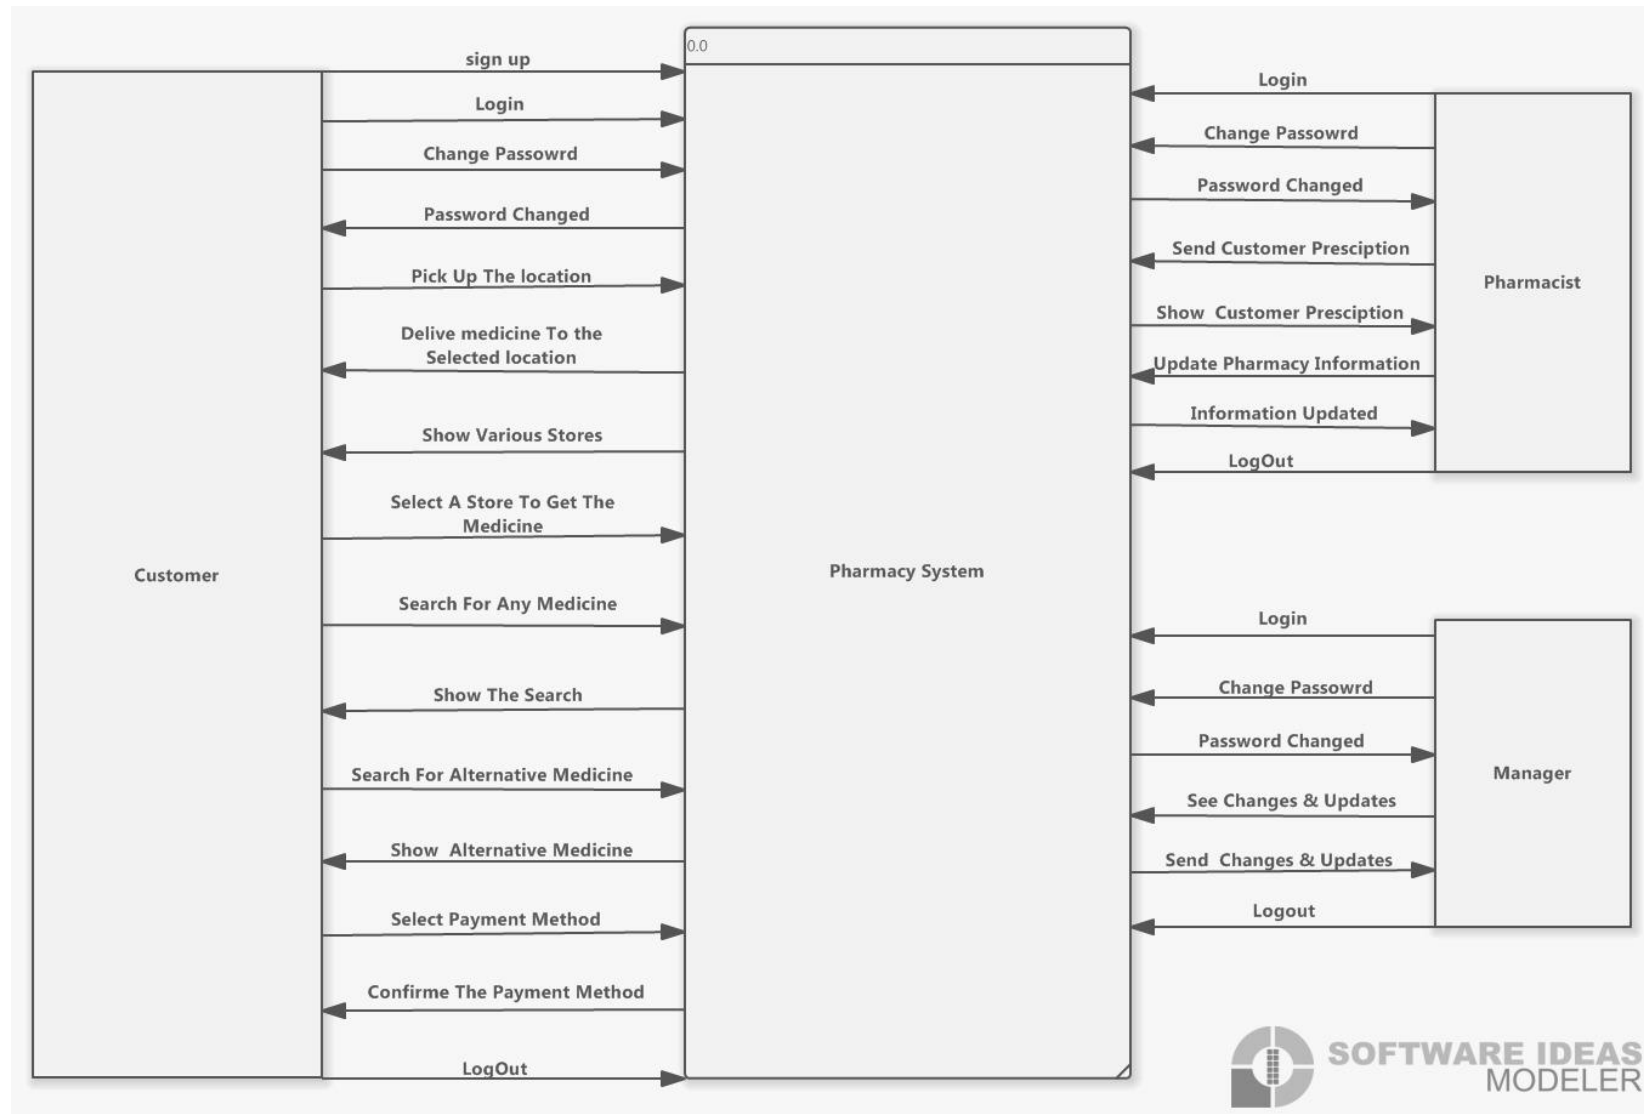 0.0
sign up
Login
Change Passowrd
Password Changed
Pick Up The location
Delive medicine To the
Selected location
Show Various Stores
Select A Store To Get The
Medicine
Customer
Search For Any Medicine
Show The Search
Search For Alternative Medicine
Show Alternative Medicine
Select Payment Method
Confirme The Payment Method
LogOut
Pharmacy System
Login
Change Passowrd
Password Changed
Send Customer Presciption
Pharmacist
Show Customer Presciption
Update Pharmacy Information
Information Updated
LogOut
Login
Change Passowrd
Password Changed
Manager
See Changes & Updates
Send Changes & Updates
Logout
SOFTWARE IDEAS
MODELER